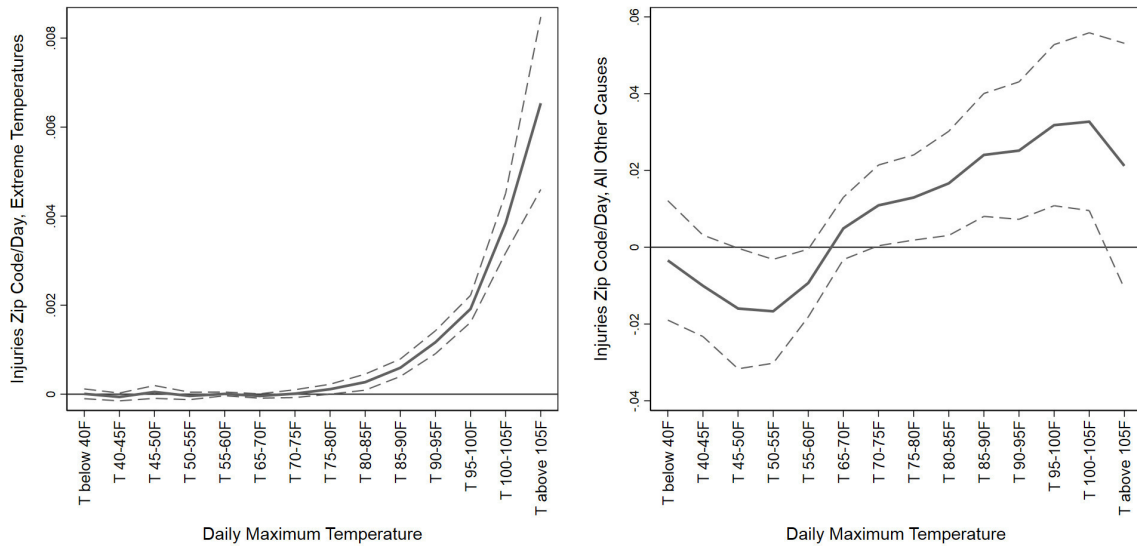 Injuries Zip Code/Day, Extreme Temperatures
.008
.006
.004
.002
0
T below 40F
T 40-45F
T 45-50F
T 50-55F
T 55-60F
T 65-70F
T 70-75F
T 75-80F
T 80-85F
T 85-90F
T 90-95F
T 95-100F
T 100-105F
T above 105F
Daily Maximum Temperature
Injuries Zip Code/Day, All Other Causes
.06
.04
.02
0
-.02
-.04
T below 40F
T 40-45F
T 45-50F
T 50-55F
T 55-60F
T 65-70F
T 70-75F
T 75-80F
T 80-85F
T 85-90F
T 90-95F
T 95-100F
T 100-105F
T above 105F
Daily Maximum Temperature